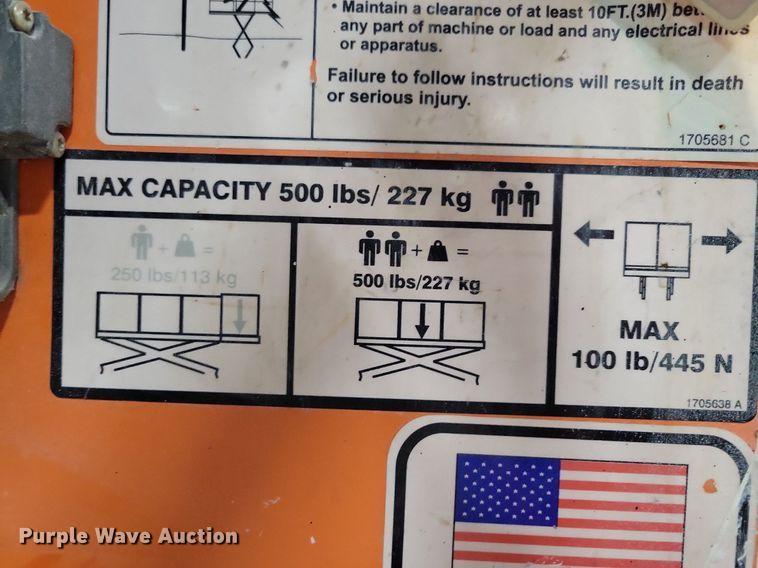 • Maintain a clearance of at least 10FT.(3M)
any part of machine or load and any electrical lines
or apparatus.
Failure to follow instructions will result in death
or serious injury.
1705681 C
MAX CAPACITY 500 lbs/ 227 kg
+ =
250 lbs/113 kg
+ =
500 lbs/227 kg
MAX
100 lb/445 N
1705638 A
Purple Wave Auction